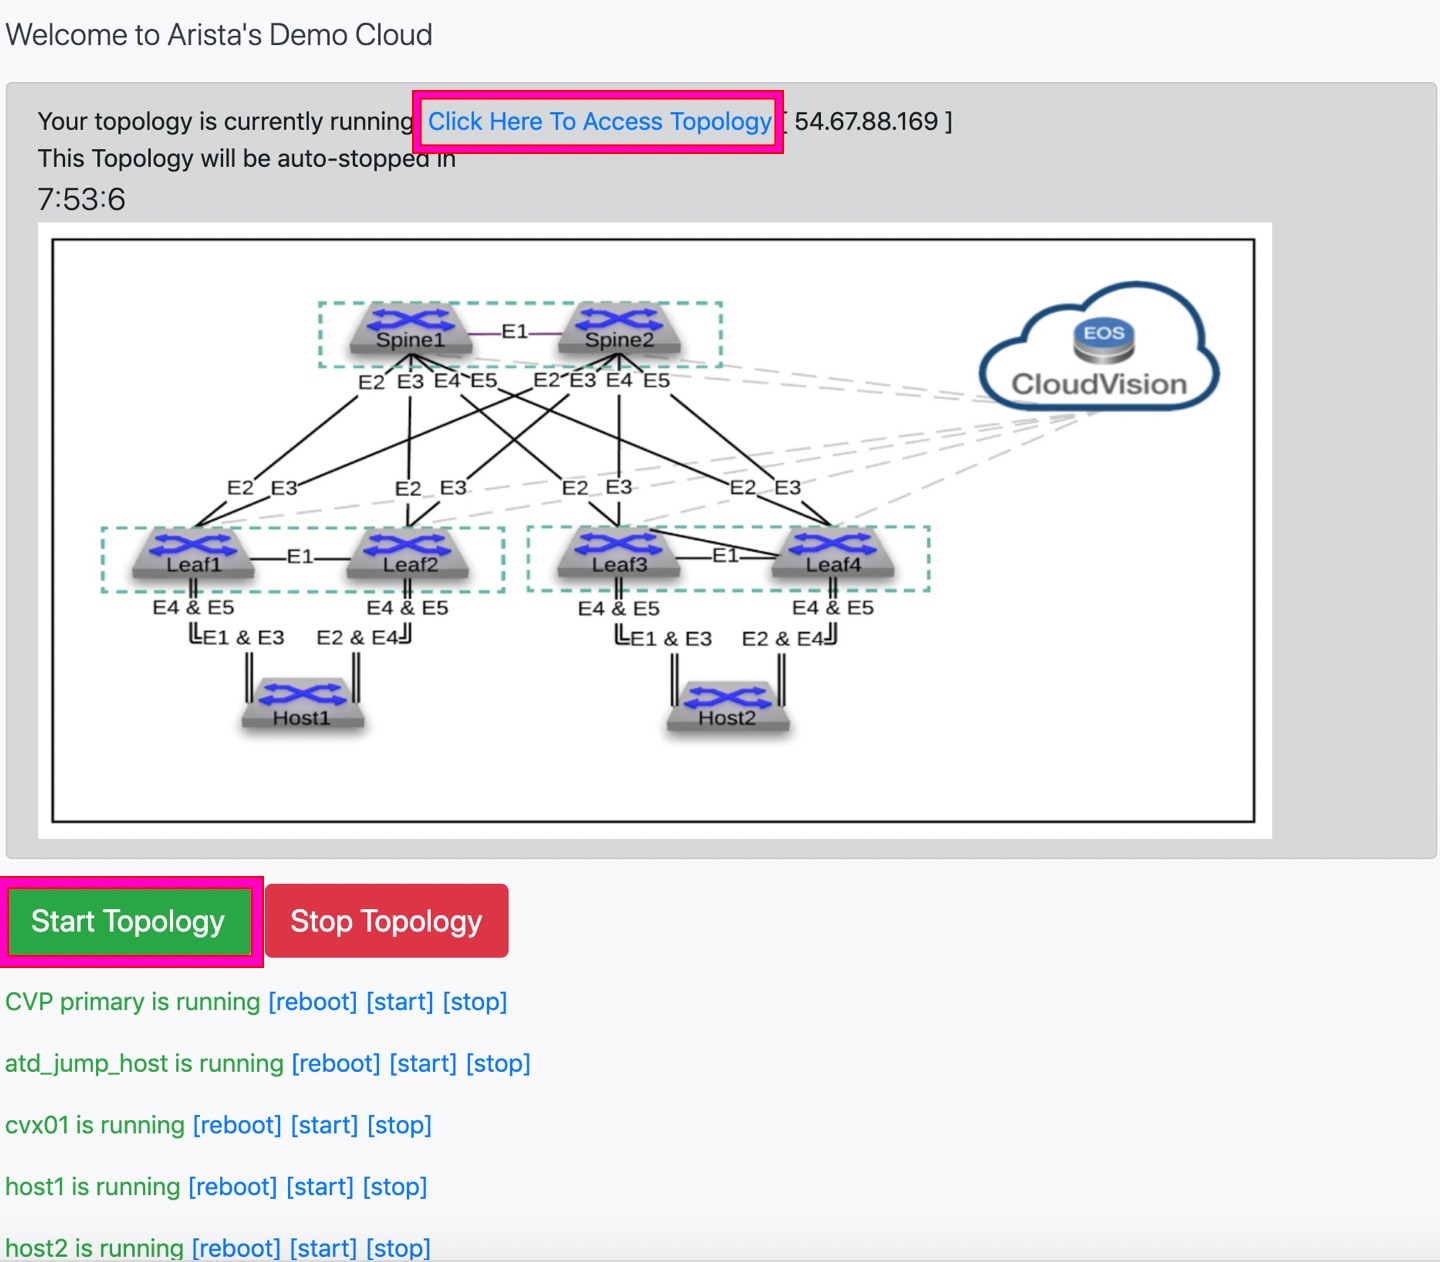 Welcome to Arista's Demo Cloud
Your topology is currently running Click Here To Access Topology [ 54.67.88.169 ]
This Topology will be auto-stopped in
7:53:6
Spine1 E1 Spine2
EOS
CloudVision
E2 E3 E4 E5 E2 E3 E4 E5
E2 E3 E2 E3 E2 E3 E2 E3
Leaf1 E1 Leaf2 Leaf3 E1 Leaf4
E4 & E5 E4 & E5 E4 & E5 E4 & E5
E1 & E3 E2 & E4 E1 & E3 E2 & E4
Host1 Host2
Start Topology Stop Topology
CVP primary is running [reboot] [start] [stop]
atd_jump_host is running [reboot] [start] [stop]
cvx01 is running [reboot] [start] [stop]
host1 is running [reboot] [start] [stop]
host2 is running [reboot] [start] [stop]